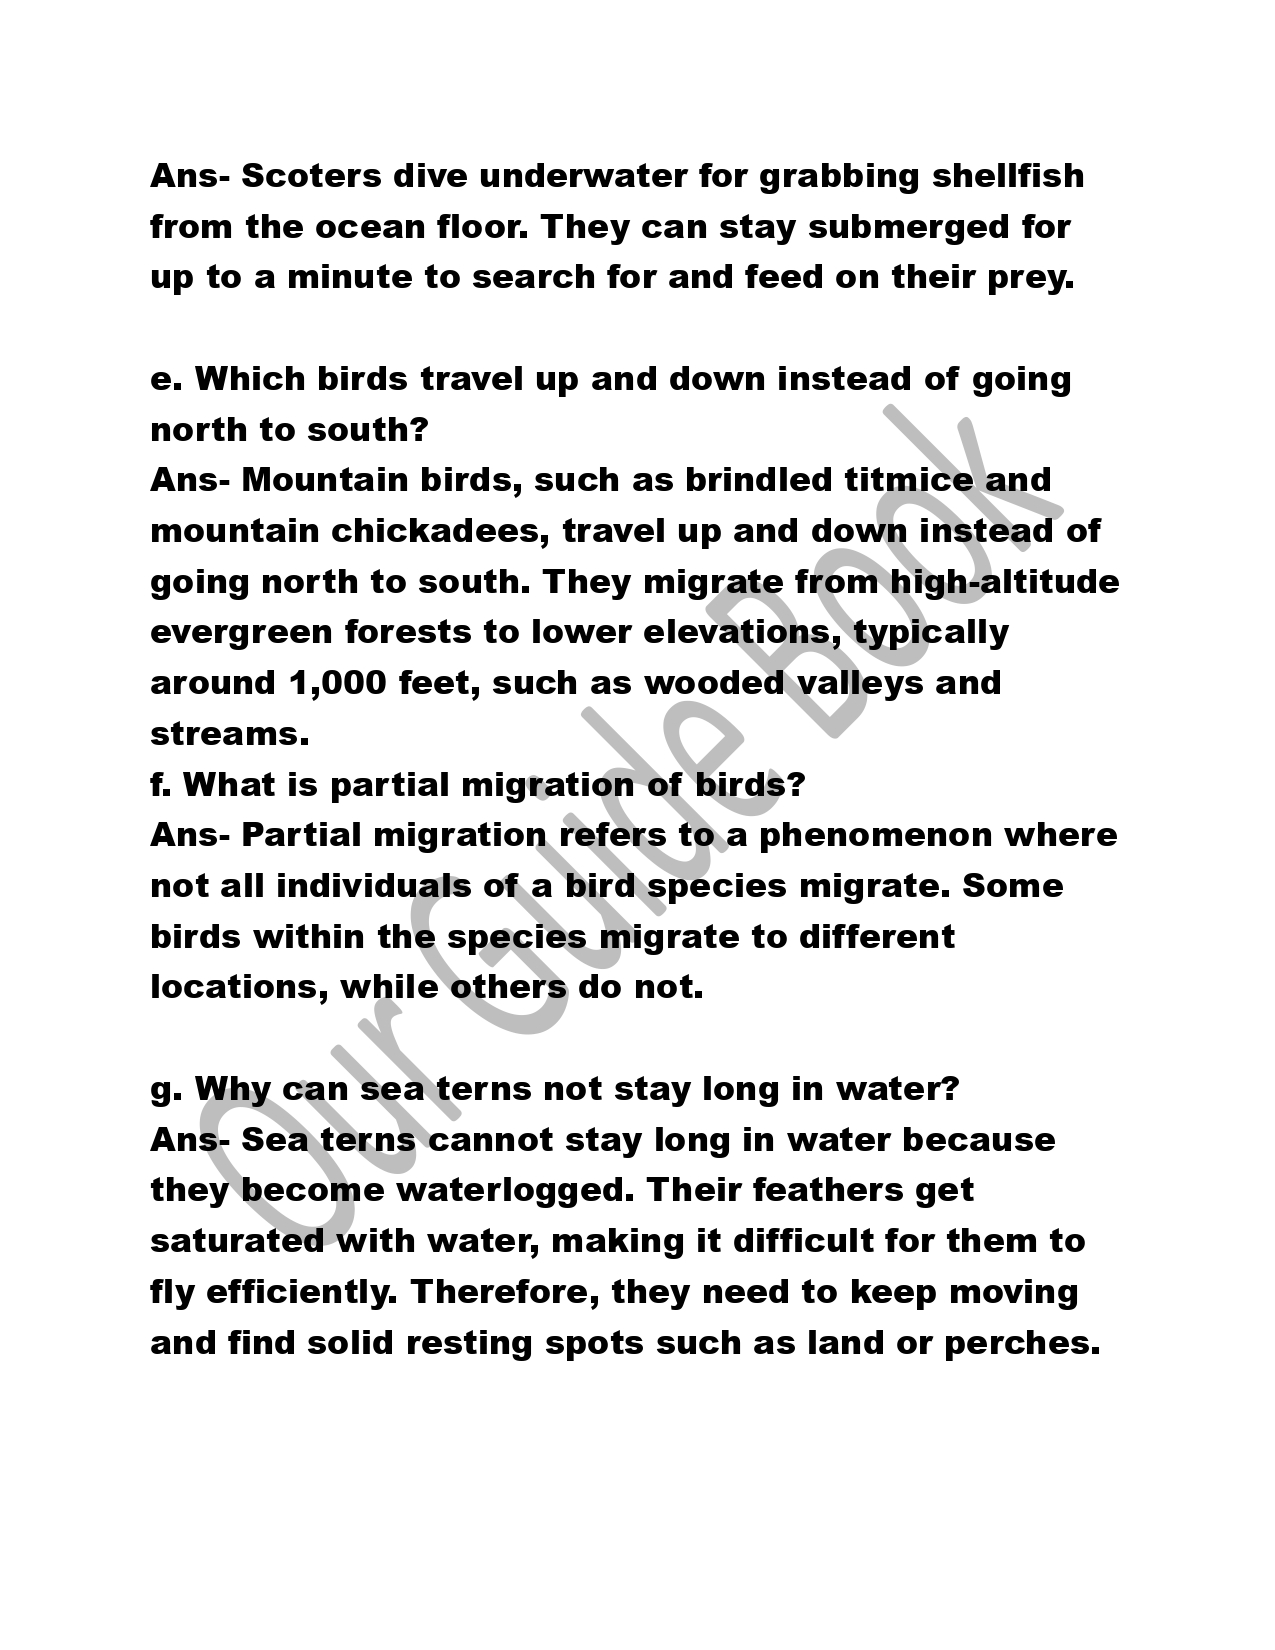 Ans- Scoters dive underwater for grabbing shellfish
from the ocean floor. They can stay submerged for
up to a minute to search for and feed on their prey.
e. Which birds travel up and down instead of going
north to south?
Ans- Mountain birds, such as brindled titmice and
mountain chickadees, travel up and down instead of
going north to south. They migrate from high-altitude
evergreen forests to lower elevations, typically
around 1,000 feet, such as wooded valleys and
streams.
f. What is partial migration of birds?
Ans- Partial migration refers to a phenomenon where
not all individuals of a bird species migrate. Some
birds within the species migrate to different
locations, while others do not.
g. Why can sea terns not stay long in water?
Ans- Sea terns cannot stay long in water because
they become waterlogged. Their feathers get
saturated with water, making it difficult for them to
fly efficiently. Therefore, they need to keep moving
and find solid resting spots such as land or perches.
Our Guide Book